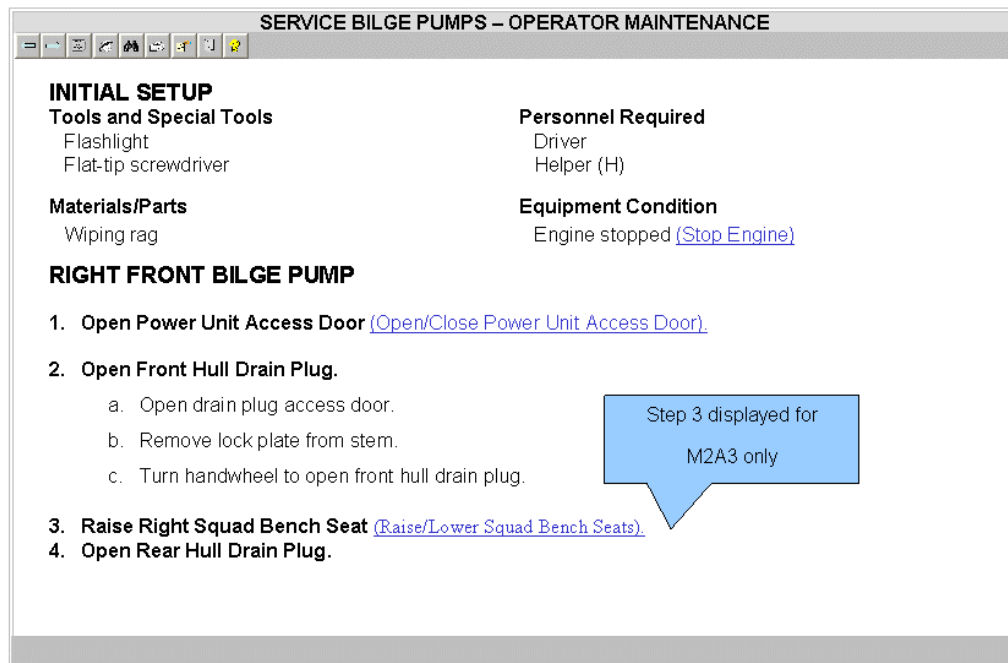 SERVICE BILGE PUMPS – OPERATOR MAINTENANCE
INITIAL SETUP
Tools and Special Tools
Flashlight
Flat-tip screwdriver
Personnel Required
Driver
Helper (H)
Materials/Parts
Wiping rag
Equipment Condition
Engine stopped (Stop Engine)
RIGHT FRONT BILGE PUMP
1. Open Power Unit Access Door (Open/Close Power Unit Access Door).
2. Open Front Hull Drain Plug.
a. Open drain plug access door.
b. Remove lock plate from stem.
c. Turn handwheel to open front hull drain plug.
Step 3 displayed for
M2A3 only
3. Raise Right Squad Bench Seat (Raise/Lower Squad Bench Seats).
4. Open Rear Hull Drain Plug.